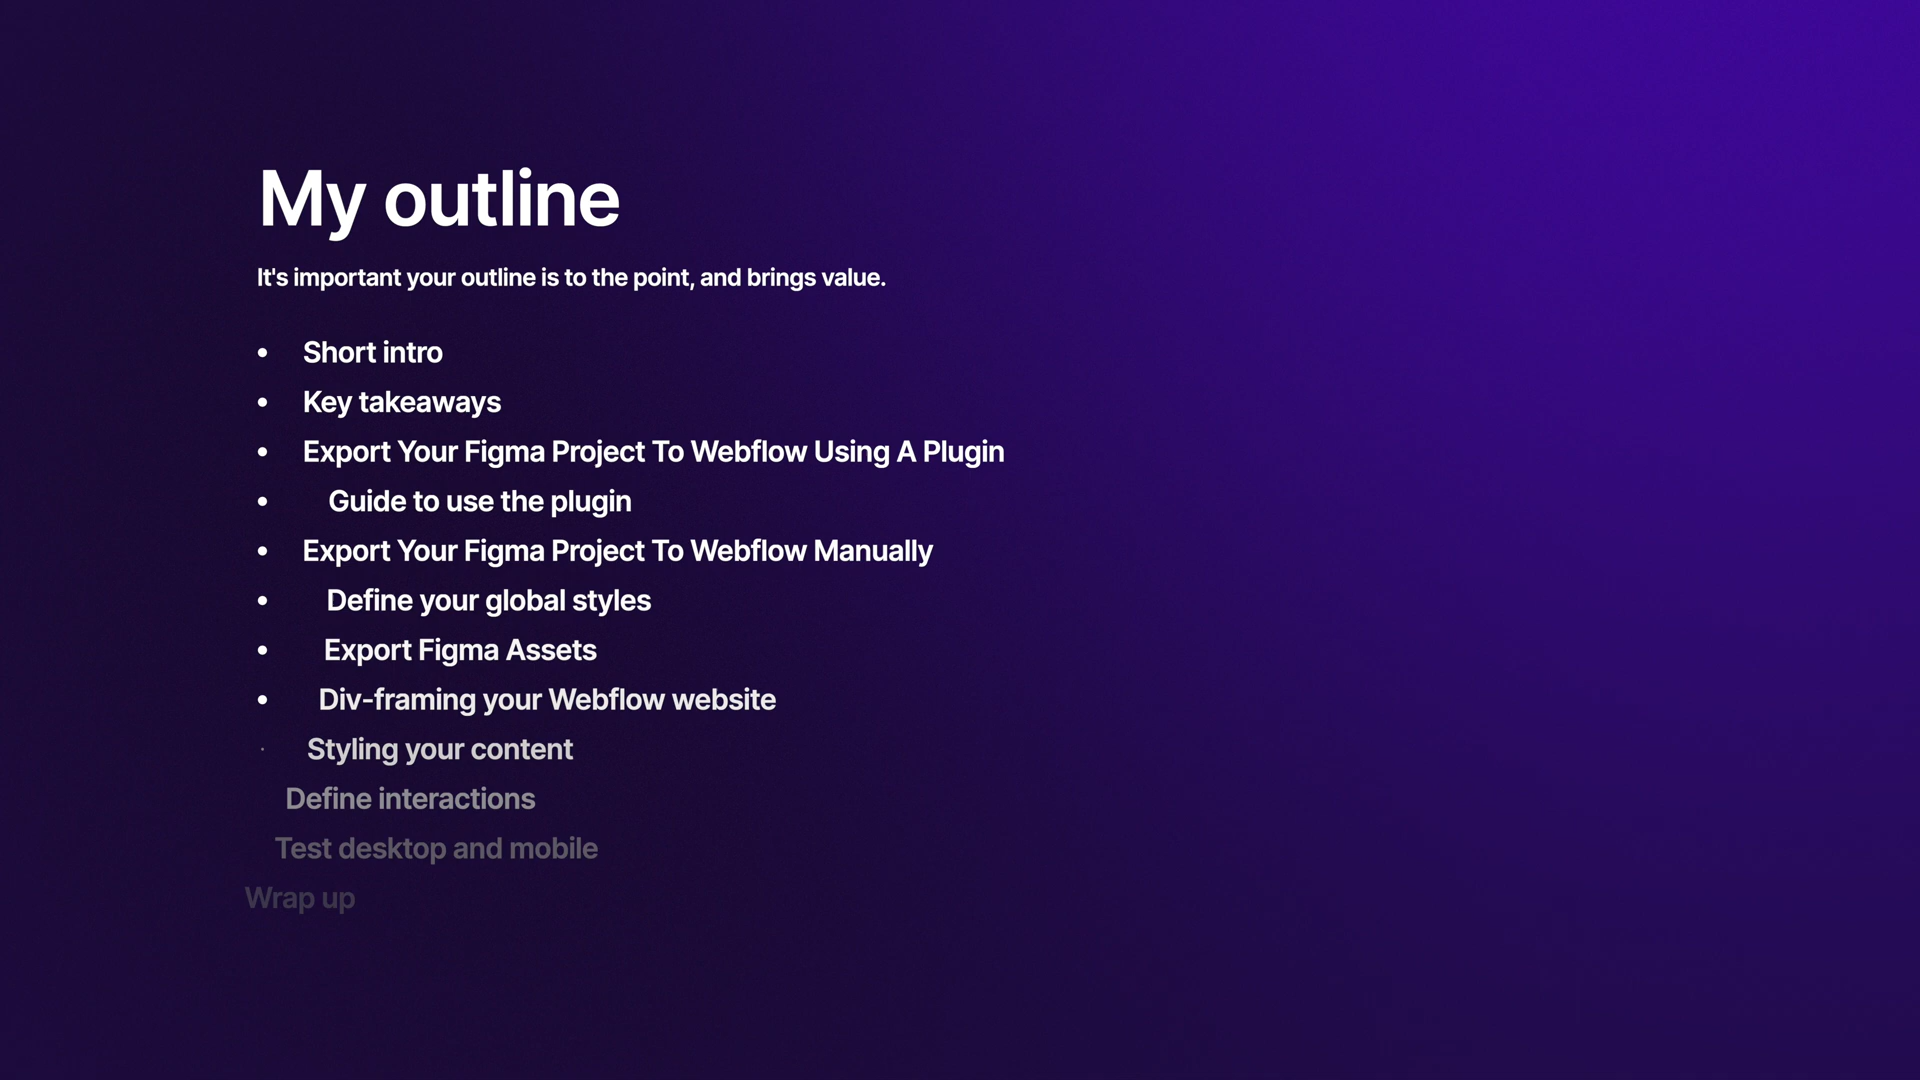 My outline
It's important your outline is to the point, and brings value.
• Short intro
• Key takeaways
• Export Your Figma Project To Webflow Using A Plugin
• Guide to use the plugin
• Export Your Figma Project To Webflow Manually
• Define your global styles
• Export Figma Assets
• Div-framing your Webflow website
· Styling your content
Define interactions
Test desktop and mobile
Wrap up